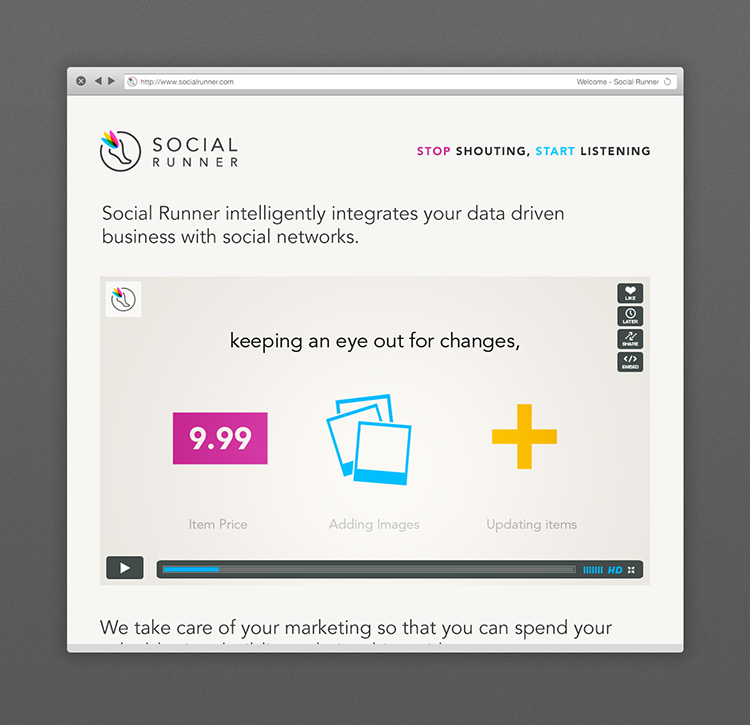 http://www.socialrunner.com
Welcome - Social Runner
SOCIAL
RUNNER
STOP SHOUTING, START LISTENING
Social Runner intelligently integrates your data driven
business with social networks.
LIKE
LATER
SHARE
EMBED
keeping an eye out for changes,
9.99
Item Price
Adding Images
Updating items
HD
We take care of your marketing so that you can spend your